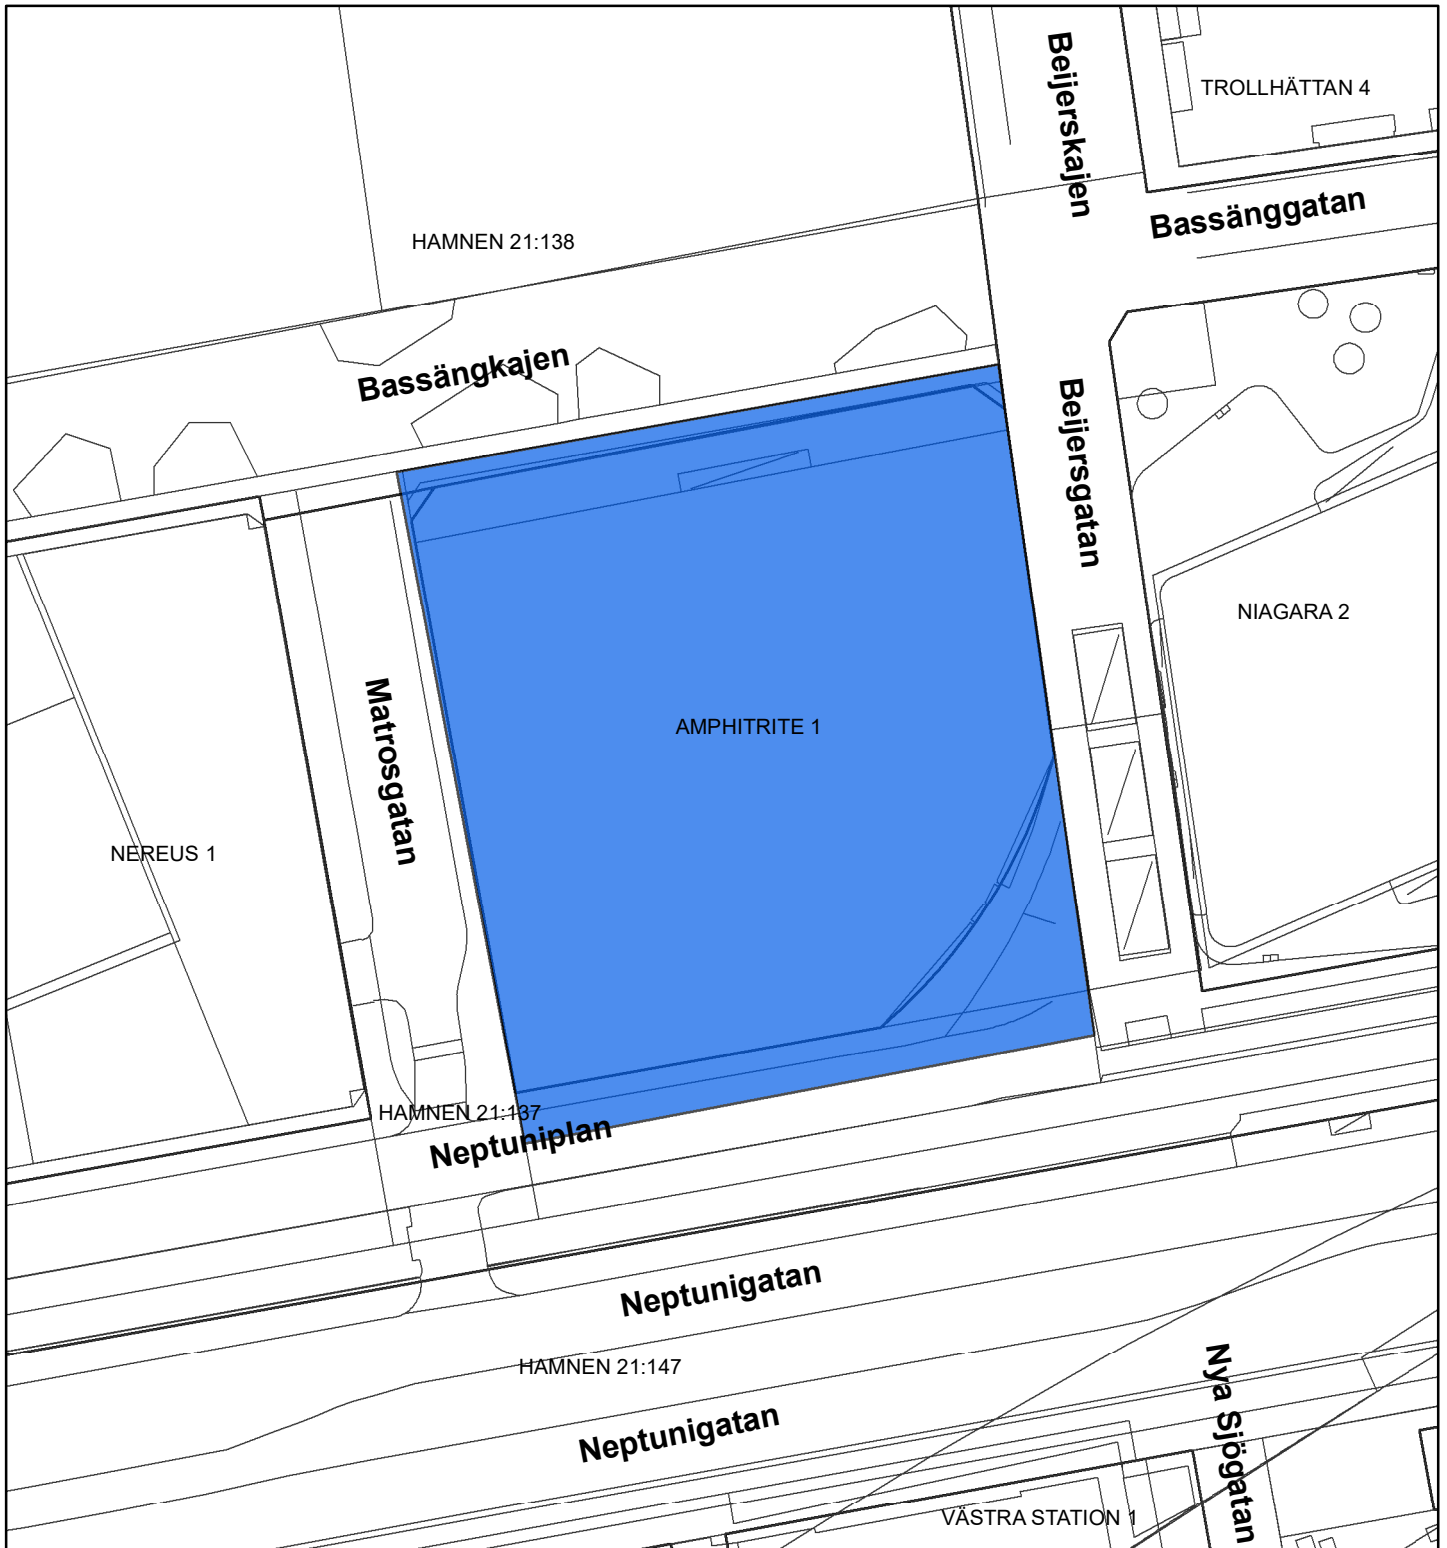 Beijerskajen
TROLLHÄTTAN 4
Bassänggatan
HAMNEN 21:138
Bassängkajen
Beijersgatan
NIAGARA 2
Matrosgatan
AMPHITRITE 1
NEREUS 1
HAMNEN 21:137
Neptuniplan
Neptunigatan
HAMNEN 21:147
Neptunigatan
Nya Sjögatan
VÄSTRA STATION 1